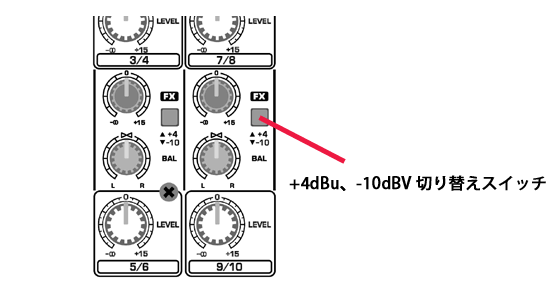 LEVEL LEVEL
-∞ +15 -∞ +15
3/4 7/8
0 0
FX FX
-∞ +15 -∞ +15
▲+4 ▲+4
▼-10 ▼-10
BAL BAL
L R L R
+4dBu、-10dBV 切り替えスイッチ
0 0
LEVEL LEVEL
-∞ +15 -∞ +15
5/6 9/10